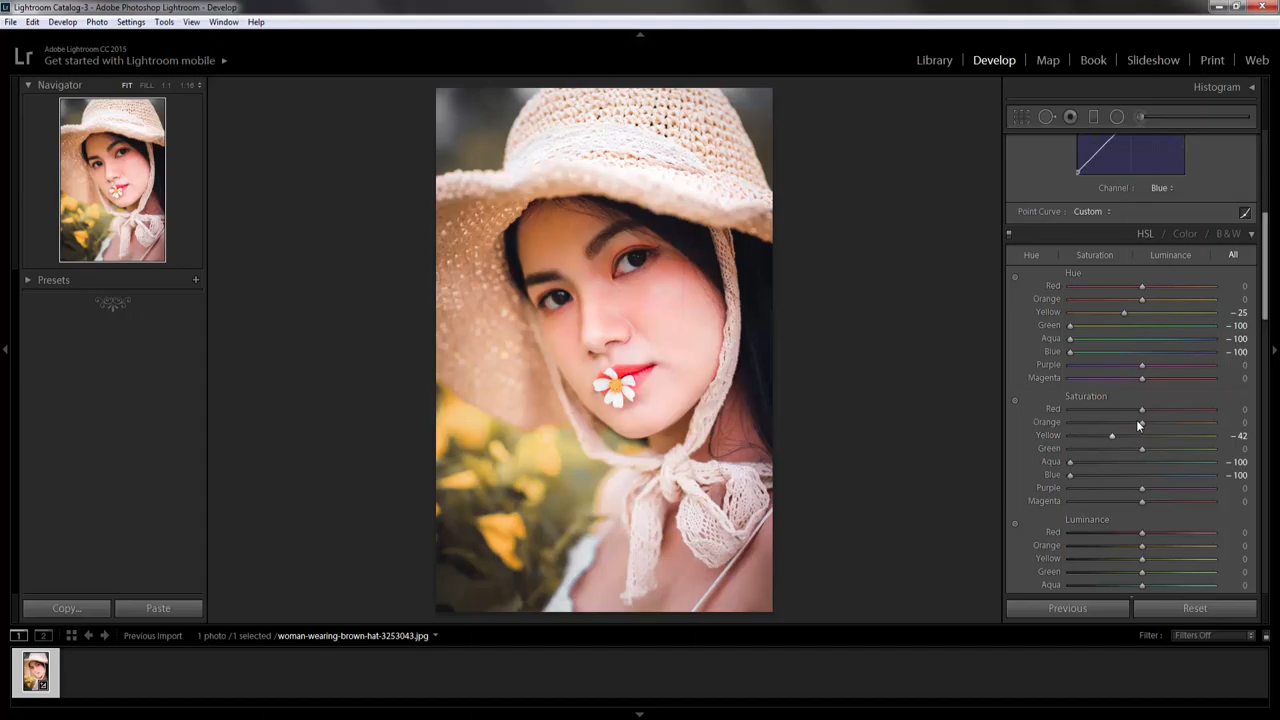 Lightroom Catalog-3 - Adobe Photoshop Lightroom - Develop
File Edit Develop Photo Settings Tools View Window Help
Lr
Adobe Lightroom CC 2015
Get started with Lightroom mobile
Library Develop Map Book Slideshow Print Web
Navigator FIT FILL 1:1 1:16
Presets +
Copy... Paste
Histogram
Channel : Blue
Point Curve : Custom
HSL / Color / B & W
Hue Saturation Luminance All
Hue
Red 0
Orange 0
Yellow – 25
Green – 100
Aqua – 100
Blue – 100
Purple 0
Magenta 0
Saturation
Red 0
Orange 0
Yellow – 42
Green 0
Aqua – 100
Blue – 100
Purple 0
Magenta 0
Luminance
Red 0
Orange 0
Yellow 0
Green 0
Aqua 0
Previous Reset
1 2 Previous Import 1 photo / 1 selected / woman-wearing-brown-hat-3253043.jpg Filter : Filters Off